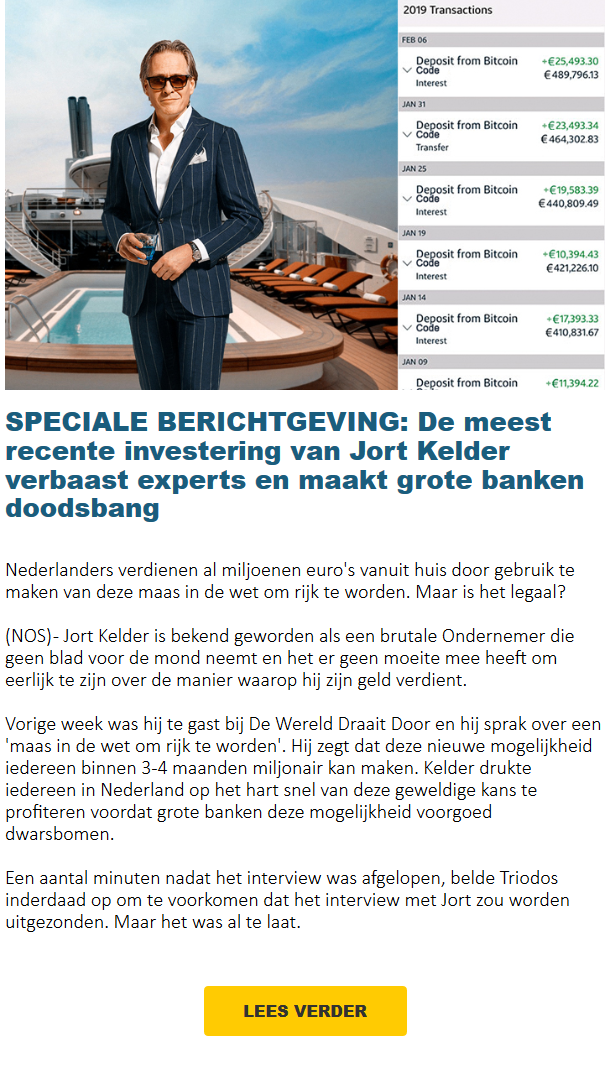 2019 Transactions
FEB 06
Deposit from Bitcoin +€25,493.30
Code €489,796.13
Interest
JAN 31
Deposit from Bitcoin +€23,493.34
Code €464,302.83
Transfer
JAN 25
Deposit from Bitcoin +€19,583.39
Code €440,809.49
Interest
JAN 19
Deposit from Bitcoin +€10,394.43
Code €421,226.10
Interest
JAN 14
Deposit from Bitcoin +€17,393.33
Code €410,831.67
Interest
JAN 09
Deposit from Bitcoin +€11,394.22
SPECIALE BERICHTGEVING: De meest
recente investering van Jort Kelder
verbaast experts en maakt grote banken
doodsbang
Nederlanders verdienen al miljoenen euro's vanuit huis door gebruik te
maken van deze maas in de wet om rijk te worden. Maar is het legaal?
(NOS)- Jort Kelder is bekend geworden als een brutale Ondernemer die
geen blad voor de mond neemt en het er geen moeite mee heeft om
eerlijk te zijn over de manier waarop hij zijn geld verdient.
Vorige week was hij te gast bij De Wereld Draait Door en hij sprak over een
'maas in de wet om rijk te worden'. Hij zegt dat deze nieuwe mogelijkheid
iedereen binnen 3-4 maanden miljonair kan maken. Kelder drukte
iedereen in Nederland op het hart snel van deze geweldige kans te
profiteren voordat grote banken deze mogelijkheid voorgoed
dwarsbomen.
Een aantal minuten nadat het interview was afgelopen, belde Triodos
inderdaad op om te voorkomen dat het interview met Jort zou worden
uitgezonden. Maar het was al te laat.
LEES VERDER